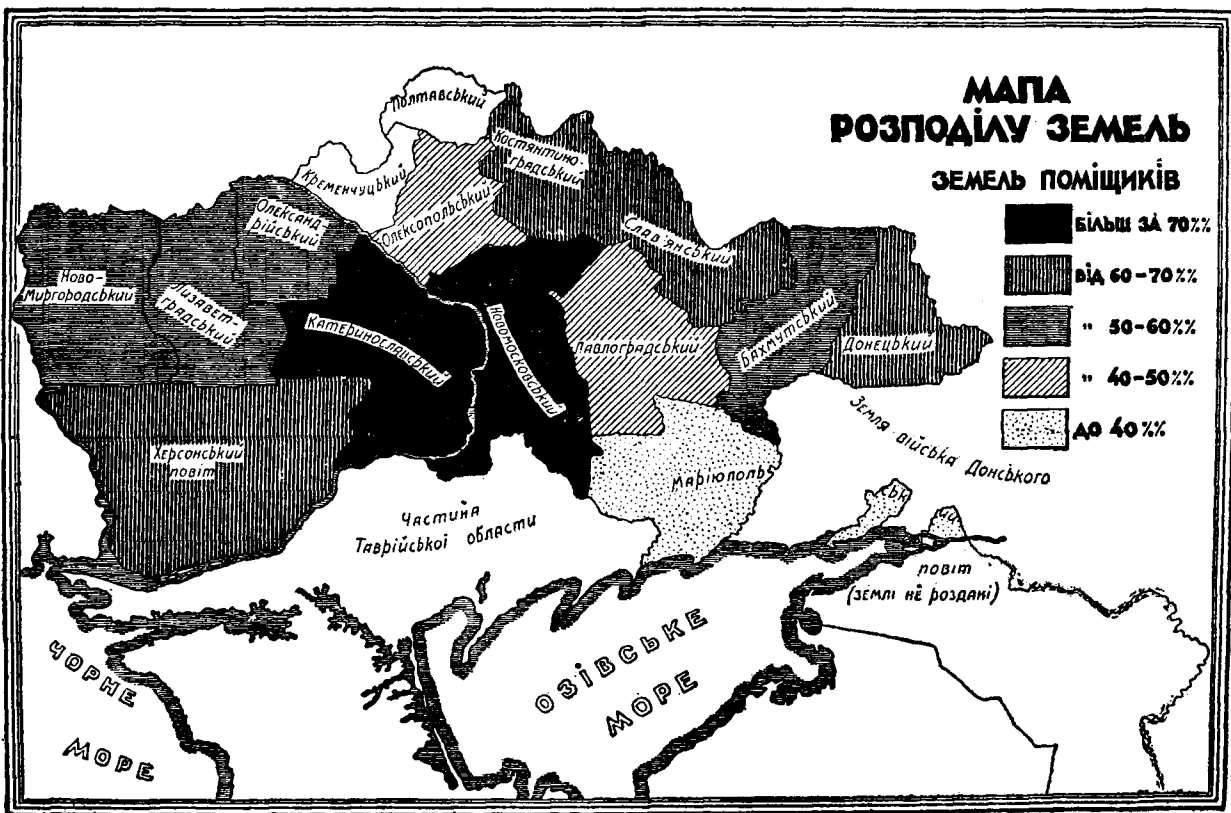 МАПА
РОЗПОДІЛУ ЗЕМЕЛЬ
ЗЕМЕЛЬ ПОМІЩИКІВ
БІЛЬШ ЗА 70%%
ВІД 60–70%%
" 50–60%%
" 40–50%%
ДО 40%%
Полтавський
Костянтино-
градський
Кременчуцький
Олексопольський
Олександ-
рійський
Слав'янський
Ново-
Миргородський
Лизавет-
градський
Катеринославський
Новомосковський
Павлоградський
Бахмутський
Донецький
Херсонський
повіт
Маріюполь
ськ
ий
Земля війська Донського
Частина
Таврійської области
повіт
(землі не роздані)
ЧОРНЕ
МОРЕ
ОЗІВСЬКЕ
МОРЕ